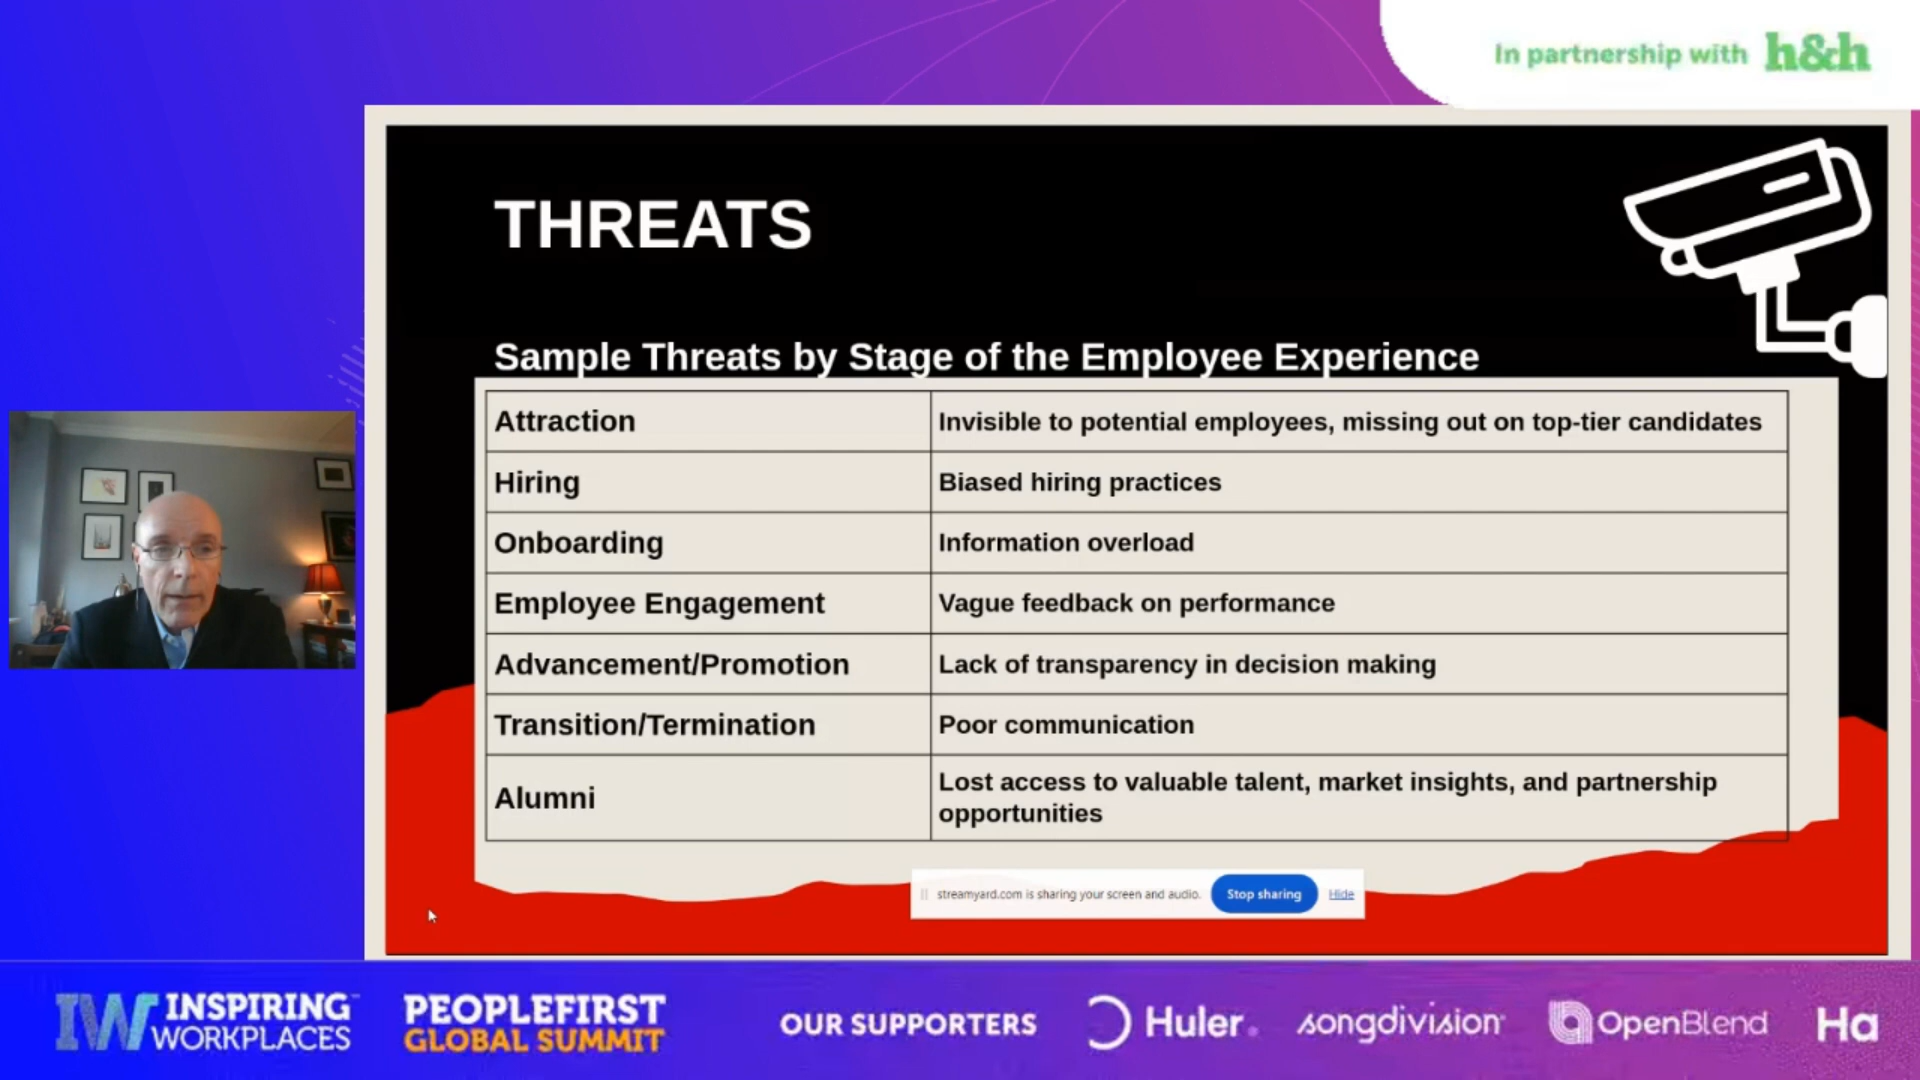 In partnership with h&h
THREATS
Sample Threats by Stage of the Employee Experience
Attraction
Invisible to potential employees, missing out on top-tier candidates
Hiring
Biased hiring practices
Onboarding
Information overload
Employee Engagement
Vague feedback on performance
Advancement/Promotion
Lack of transparency in decision making
Transition/Termination
Poor communication
Alumni
Lost access to valuable talent, market insights, and partnership
opportunities
streamyard.com is sharing your screen and audio. Stop sharing Hide
IW INSPIRING
WORKPLACES
PEOPLEFIRST
GLOBAL SUMMIT
OUR SUPPORTERS
Huler.
songdivision
OpenBlend
Ha